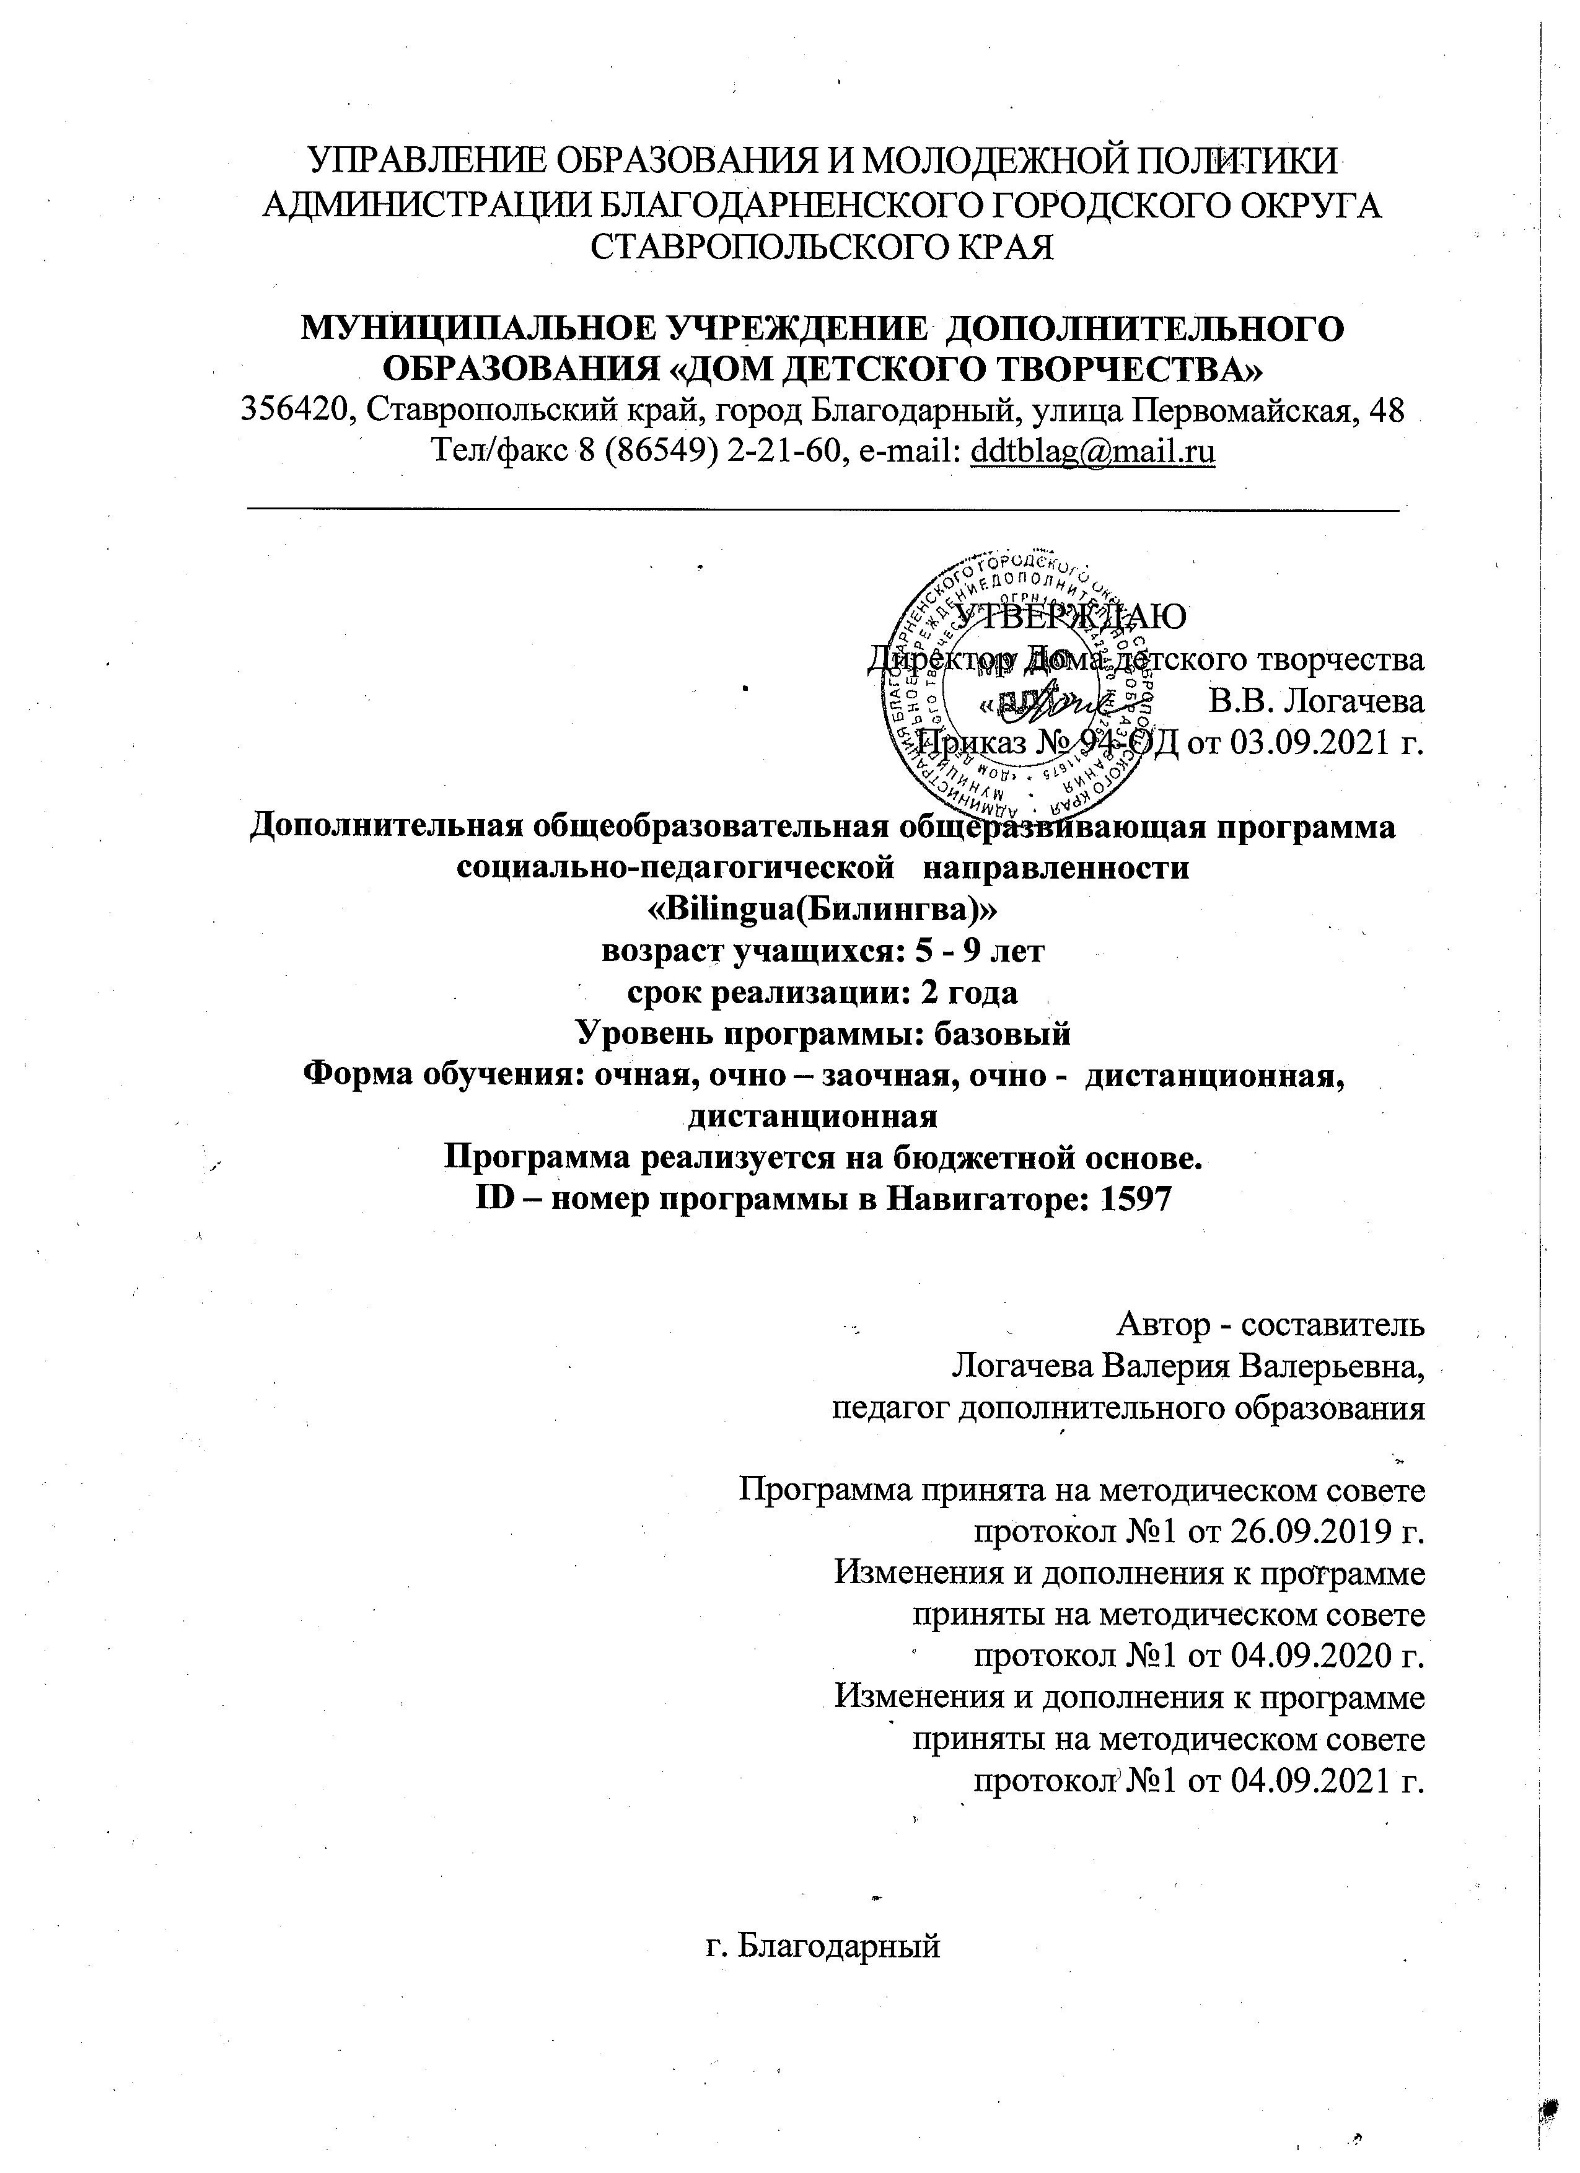 УПРАВЛЕНИЕ ОБРАЗОВАНИЯ И МОЛОДЕЖНОЙ ПОЛИТИКИ
АДМИНИСТРАЦИИ БЛАГОДАРНЕНСКОГО ГОРОДСКОГО ОКРУГА
СТАВРОПОЛЬСКОГО КРАЯ
МУНИЦИПАЛЬНОЕ УЧРЕЖДЕНИЕ ДОПОЛНИТЕЛЬНОГО
ОБРАЗОВАНИЯ «ДОМ ДЕТСКОГО ТВОРЧЕСТВА»
356420, Ставропольский край, город Благодарный, улица Первомайская, 48
Тел/факс 8 (86549) 2-21-60, e-mail: ddtblag@mail.ru
УТВЕРЖДАЮ
Директор Дома детского творчества
В.В. Логачева
Приказ № 94-ОД от 03.09.2021 г.
Дополнительная общеобразовательная общеразвивающая программа
социально-педагогической направленности
«Bilingua(Билингва)»
возраст учащихся: 5 - 9 лет
срок реализации: 2 года
Уровень программы: базовый
Форма обучения: очная, очно – заочная, очно - дистанционная,
дистанционная
Программа реализуется на бюджетной основе.
ID – номер программы в Навигаторе: 1597
Автор - составитель
Логачева Валерия Валерьевна,
педагог дополнительного образования
Программа принята на методическом совете
протокол №1 от 26.09.2019 г.
Изменения и дополнения к программе
приняты на методическом совете
протокол №1 от 04.09.2020 г.
Изменения и дополнения к программе
приняты на методическом совете
протокол №1 от 04.09.2021 г.
г. Благодарный